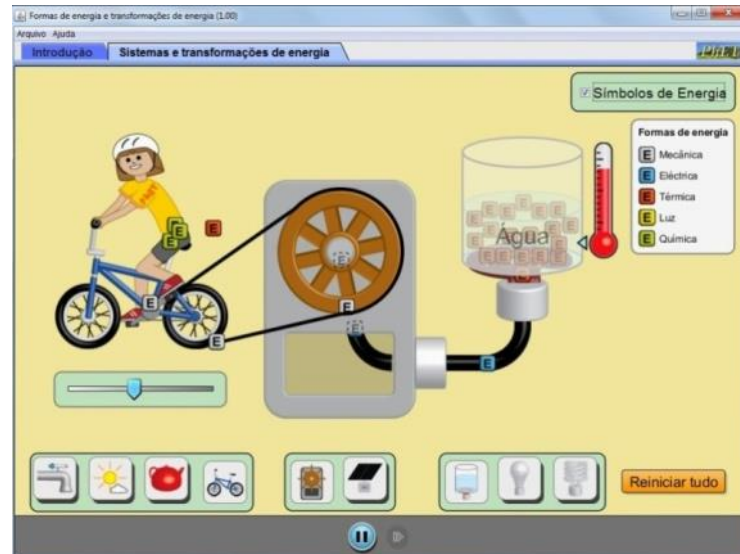 Formas de energia e transformações de energia (1.00)
Arquivo Ajuda
Introdução
Sistemas e transformações de energia
Símbolos de Energia
Formas de energia
E Mecânica
E Eléctrica
E Térmica
E Luz
E Química
Água
Reiniciar tudo